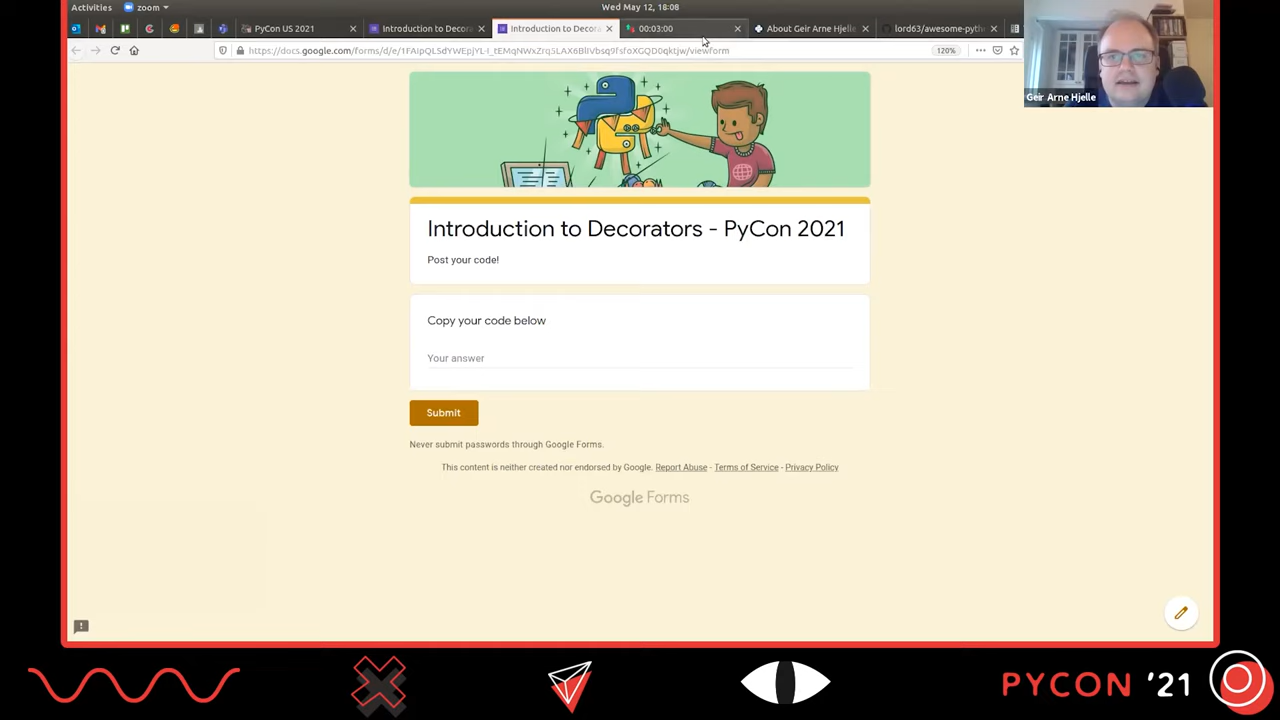 Activities
zoom
Wed May 12, 18:08
PyCon US 2021
Introduction to Decora
Introduction to Decora
00:03:00
About Geir Arne Hjelle
lord63/awesome-pyth
120%
Geir Arne Hjelle
Introduction to Decorators - PyCon 2021
Post your code!
Copy your code below
Your answer
Submit
Never submit passwords through Google Forms.
This content is neither created nor endorsed by Google. Report Abuse - Terms of Service - Privacy Policy
Google Forms
PYCON '21